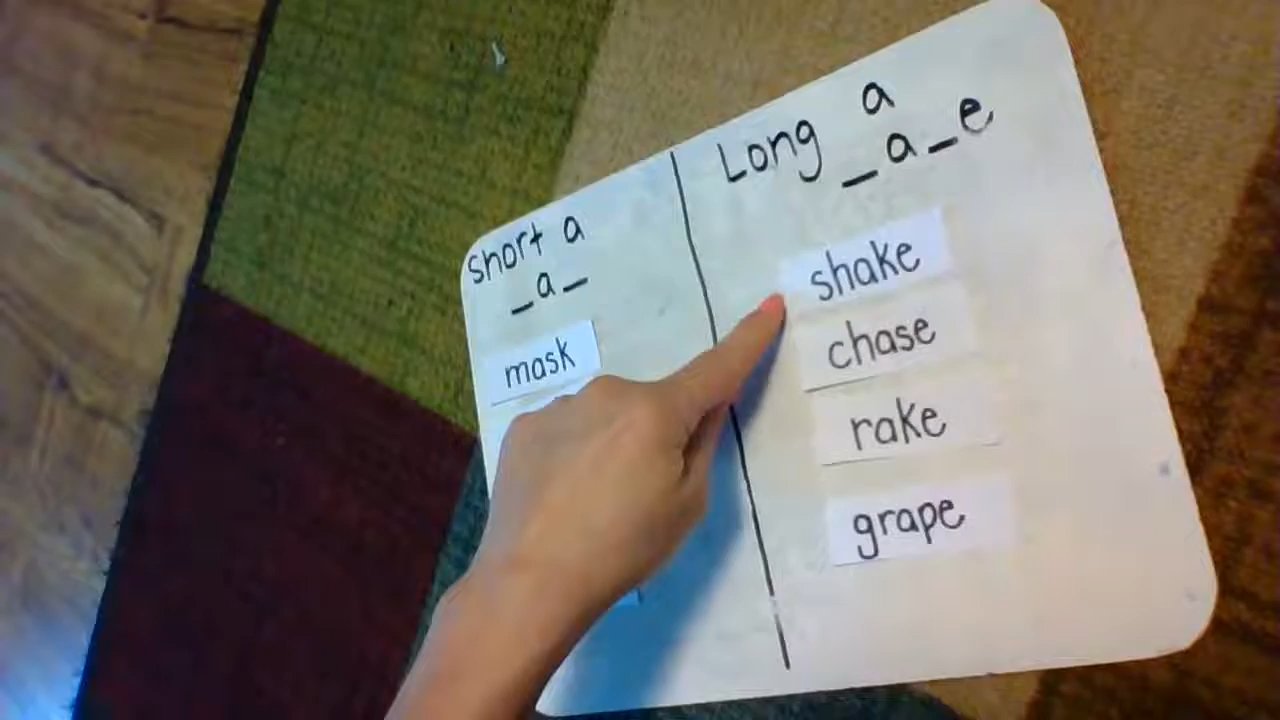 short a
_a_
mask
Long a
_a_e
shake
chase
rake
grape